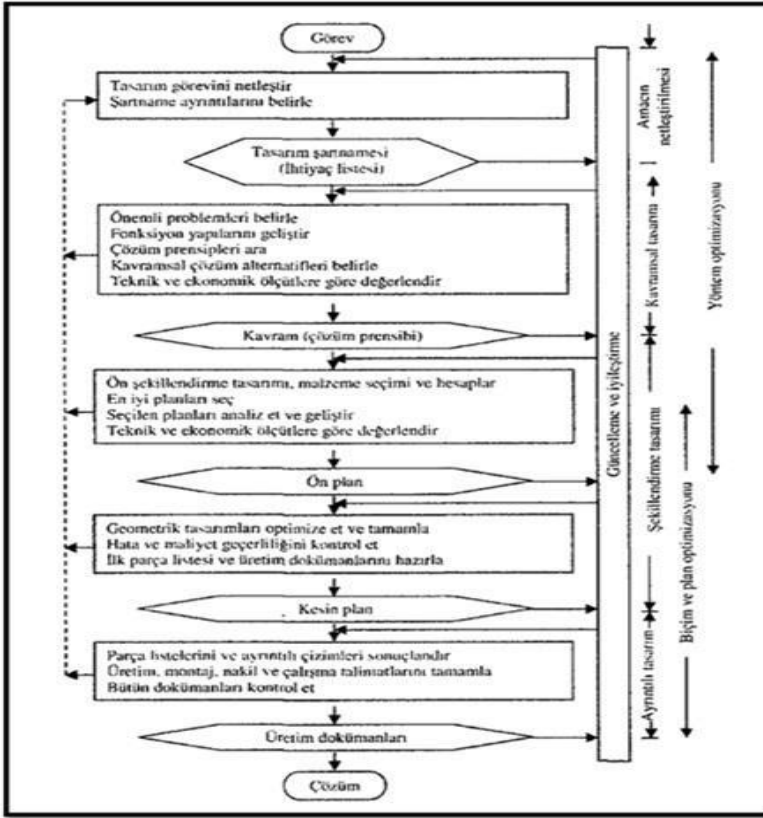 Görev
Tasarım görevini netleştir
Şartname ayrıntılarını belirle
Tasarım şartnamesi
(İhtiyaç listesi)
Önemli problemleri belirle
Fonksiyon yapılarını geliştir
Çözüm prensipleri ara
Kavramsal çözüm alternatifleri belirle
Teknik ve ekonomik ölçütlere göre değerlendir
Kavram (çözüm prensibi)
Ön şekillendirme tasarımı, malzeme seçimi ve hesaplar
En iyi planları seç
Seçilen planları analiz et ve geliştir
Teknik ve ekonomik ölçütlere göre değerlendir
Ön plan
Geometrik tasarımları optimize et ve tamamla
Hata ve maliyet geçerliliğini kontrol et
İlk parça listesi ve üretim dokümanlarını hazırla
Kesin plan
Parça listelerini ve ayrıntılı çizimleri sonuçlandır
Üretim, montaj, nakil ve çalışma talimatlarını tamamla
Bütün dokümanları kontrol et
Üretim dokümanları
Çözüm
Güncelleme ve iyileştirme
Amacın
netleştirilmesi
Kavramsal tasarımı
Şekillendirme tasarımı
Ayrıntılı tasarım
Yöntem optimizasyonu
Biçim ve plan optimizasyonu